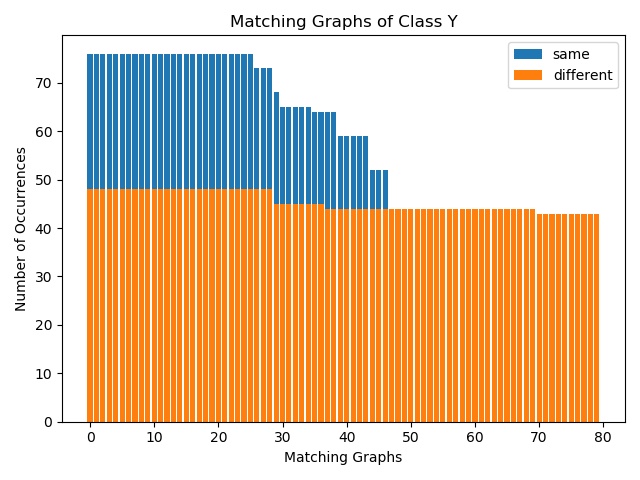 Matching Graphs of Class Y
same
different
Number of Occurrences
70
60
50
40
30
20
10
0
0 10 20 30 40 50 60 70 80
Matching Graphs